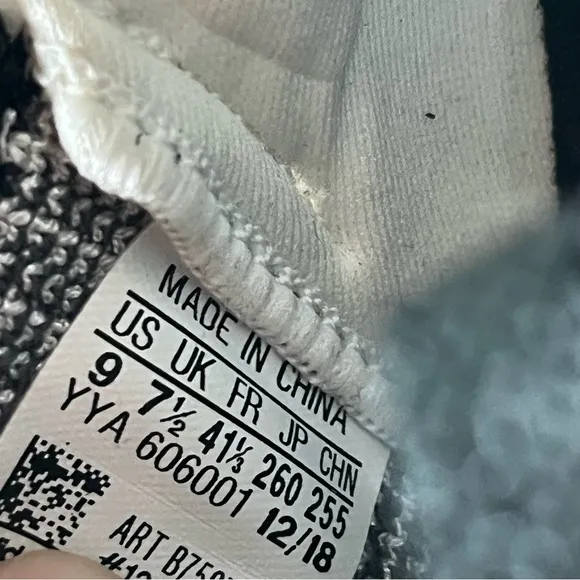 MADE IN CHINA
US UK FR JP CHN
9 7½ 41⅓ 260 255
YYA 606001 12/18
ART